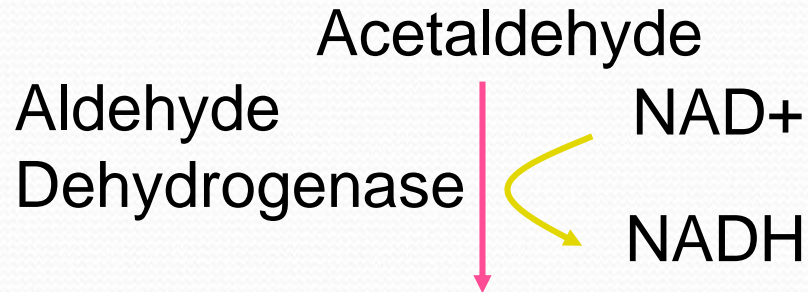 Acetaldehyde
Aldehyde
Dehydrogenase
NAD+
NADH